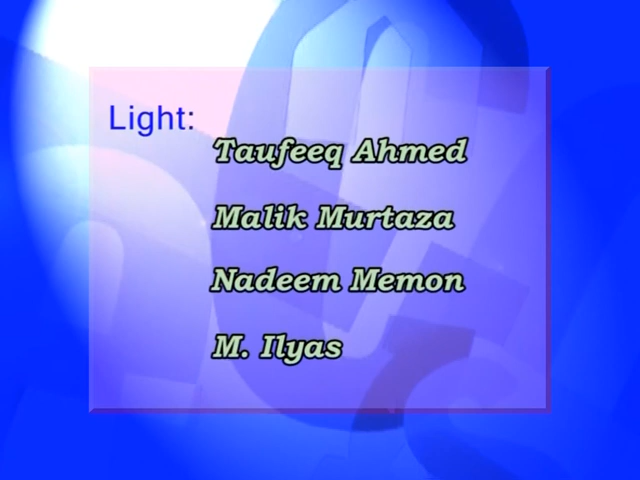 Light:
Taufeeq Ahmed
Malik Murtaza
Nadeem Memon
M. Ilyas